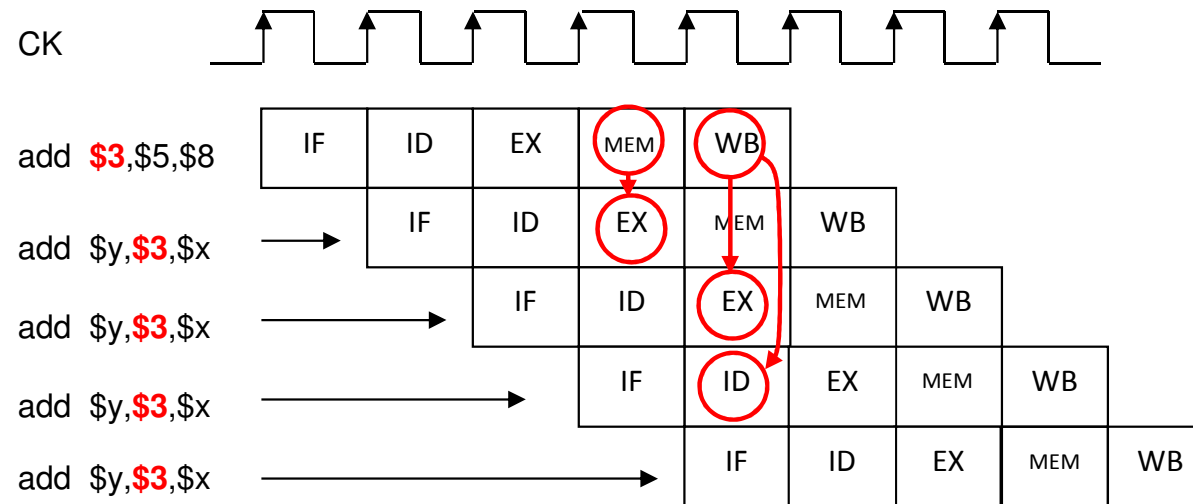 CK
add $3,$5,$8 IF ID EX MEM WB
add $y,$3,$x IF ID EX MEM WB
add $y,$3,$x IF ID EX MEM WB
add $y,$3,$x IF ID EX MEM WB
add $y,$3,$x IF ID EX MEM WB